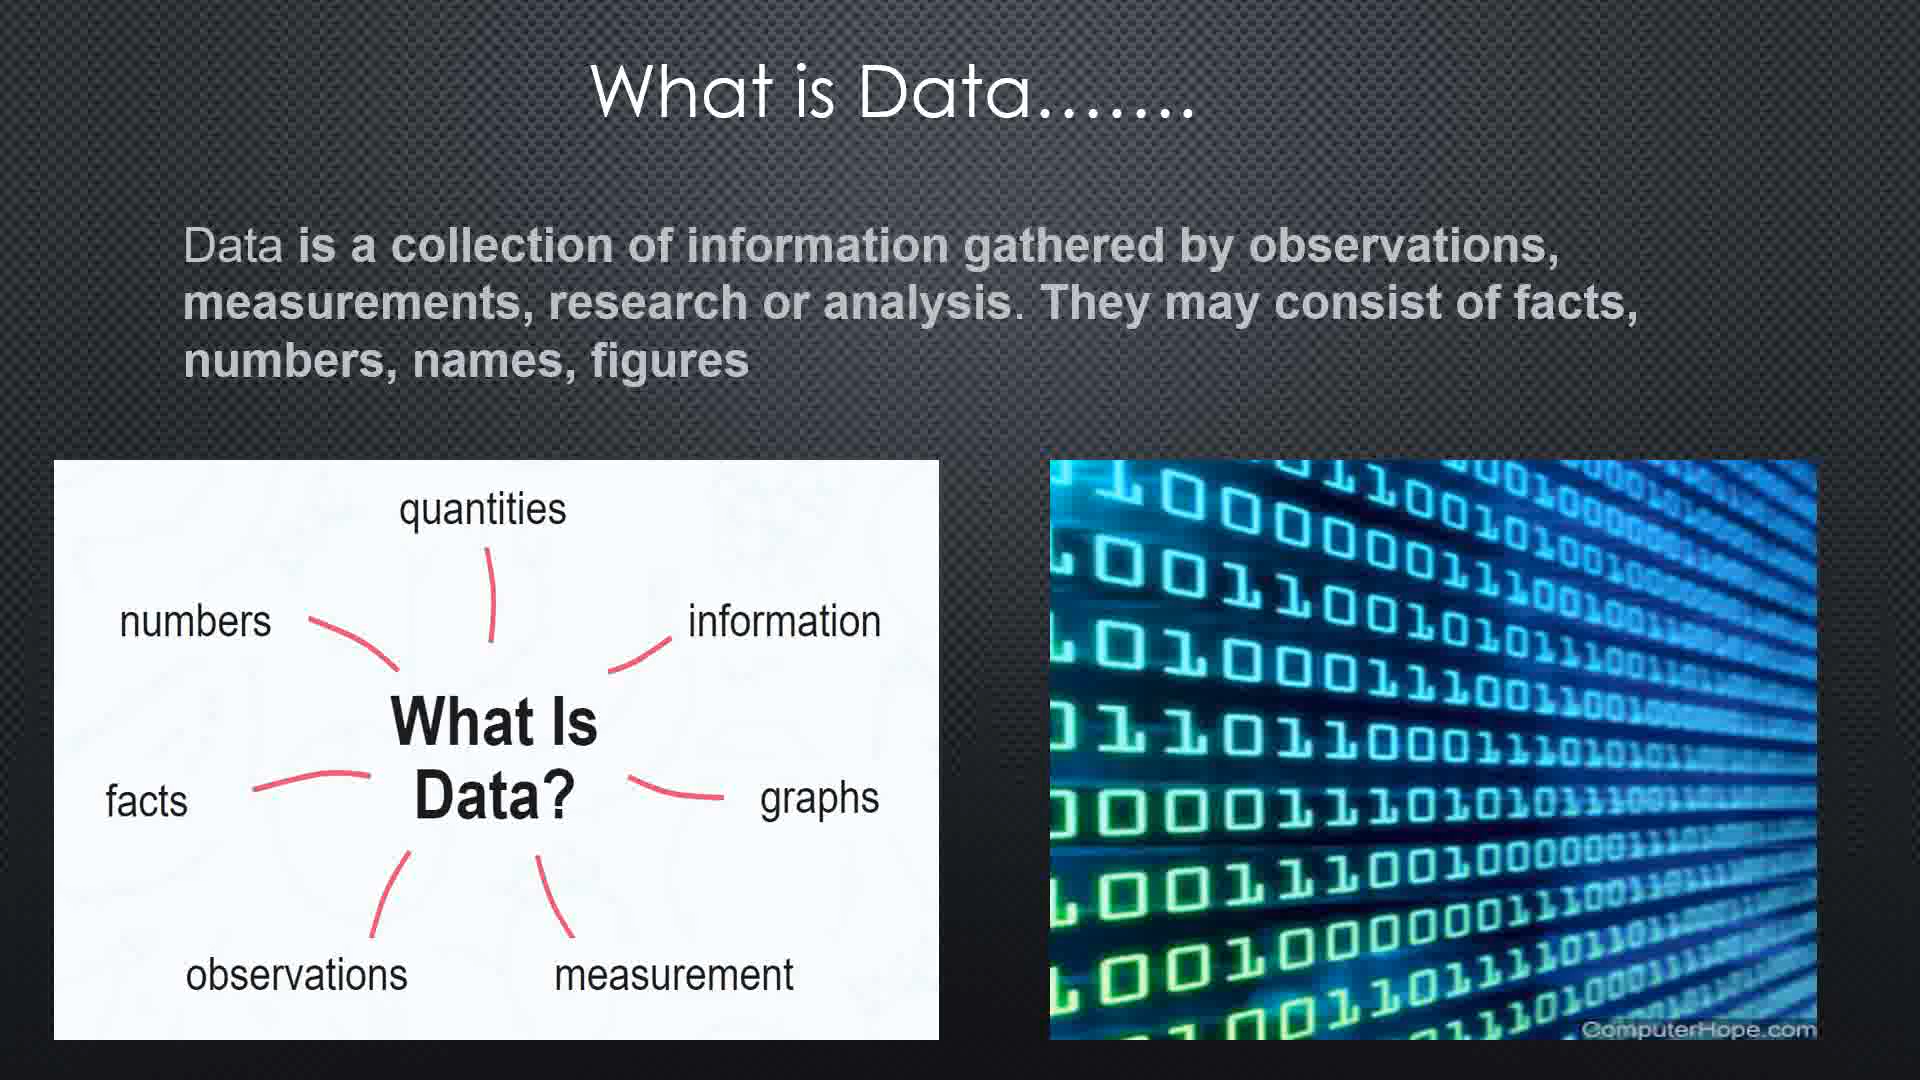 What is Data.......
Data is a collection of information gathered by observations,
measurements, research or analysis. They may consist of facts,
numbers, names, figures
quantities
numbers
information
What Is
Data?
facts
graphs
observations
measurement
ComputerHope.com